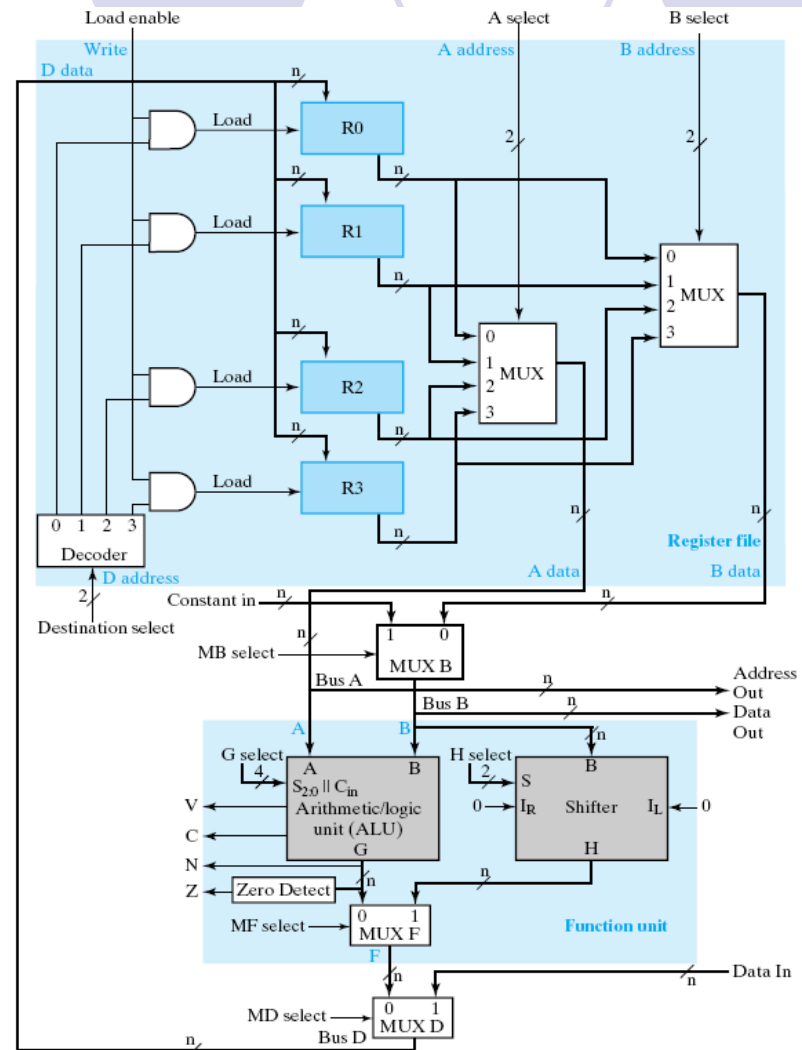 Load enable
A select
B select
Write
A address
B address
D data
n
Load
R0
2
2
n
n
Load
R1
0
1
MUX
2
3
n
n
0
1
MUX
2
3
Load
R2
n
n
Load
R3
n
n
n
0 1 2 3
Decoder
Register file
D address
A data
B data
2
Constant in
n
n
Destination select
n
1 0
MB select
MUX B
Address
Out
Bus A
n
Bus B
n
Data
Out
A
B
n
G select
H select
4
A
B
2
B
S2:0 || Cin
S
V
Arithmetic/logic
unit (ALU)
0
IR
Shifter
IL
0
C
G
H
N
n
n
Z
Zero Detect
0 1
MF select
MUX F
Function unit
F
n
Data In
n
0 1
MD select
MUX D
n
Bus D